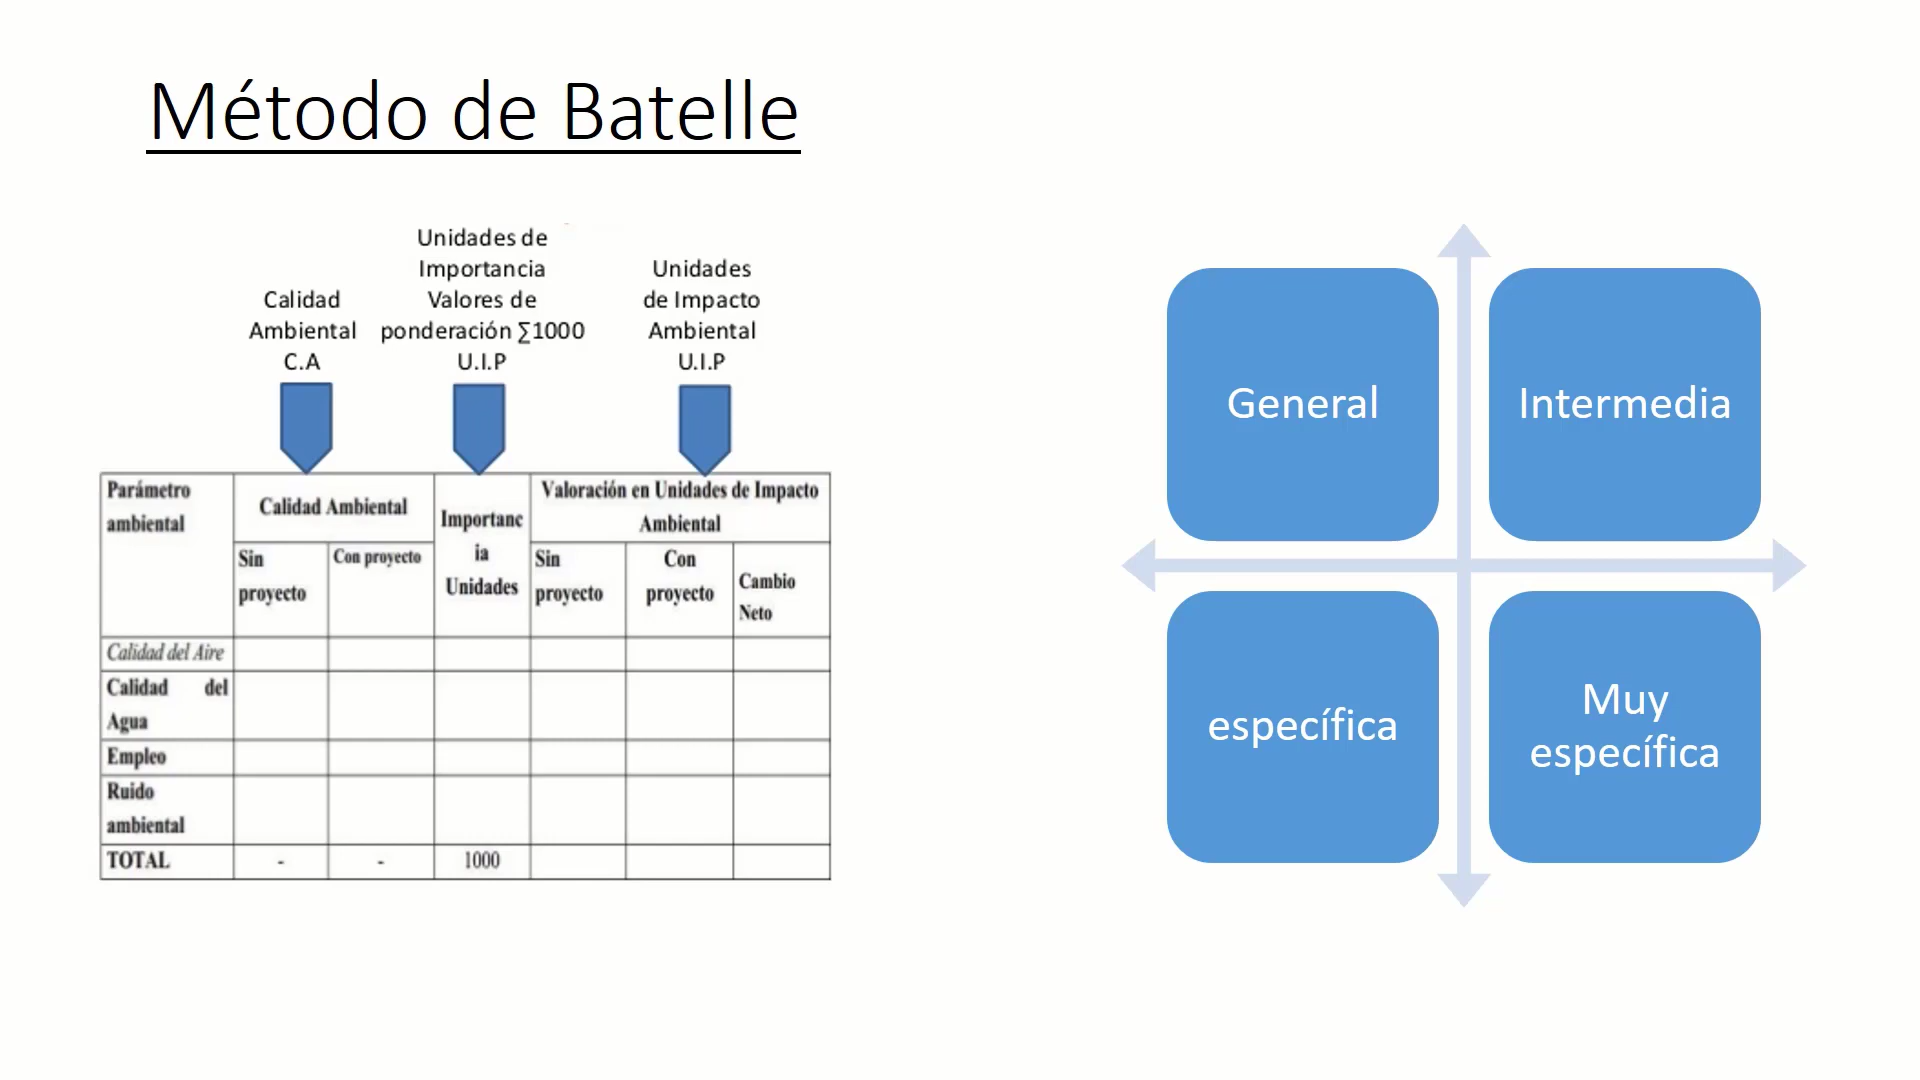 Método de Batelle
Calidad
Ambiental
C.A
Unidades de
Importancia
Valores de
ponderación ∑1000
U.I.P
Unidades
de Impacto
Ambiental
U.I.P
Parámetro
ambiental
Calidad Ambiental
Importanc
ia
Unidades
Valoración en Unidades de Impacto
Ambiental
Sin
proyecto
Con proyecto
Sin
proyecto
Con
proyecto
Cambio
Neto
Calidad del Aire
Calidad del
Agua
Empleo
Ruido
ambiental
TOTAL - - 1000
General
Intermedia
específica
Muy
específica